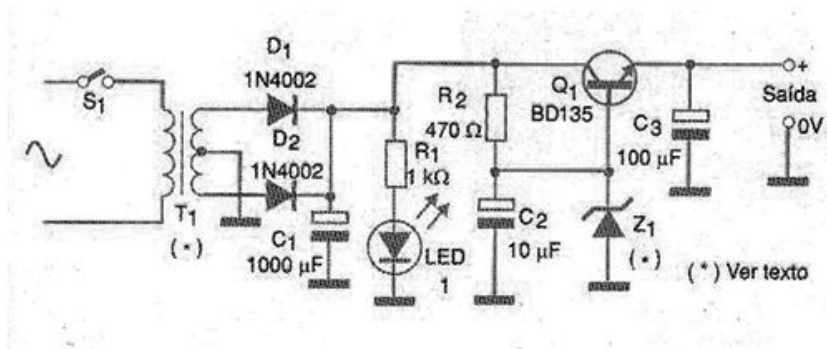 D1
1N4002
S1
D2
1N4002
T1
(*)
C1
1000 µF
R1
1 kΩ
LED
1
R2
470 Ω
C2
10 µF
Q1
BD135
Z1
(*)
C3
100 µF
+
Saída
0V
(*) Ver texto